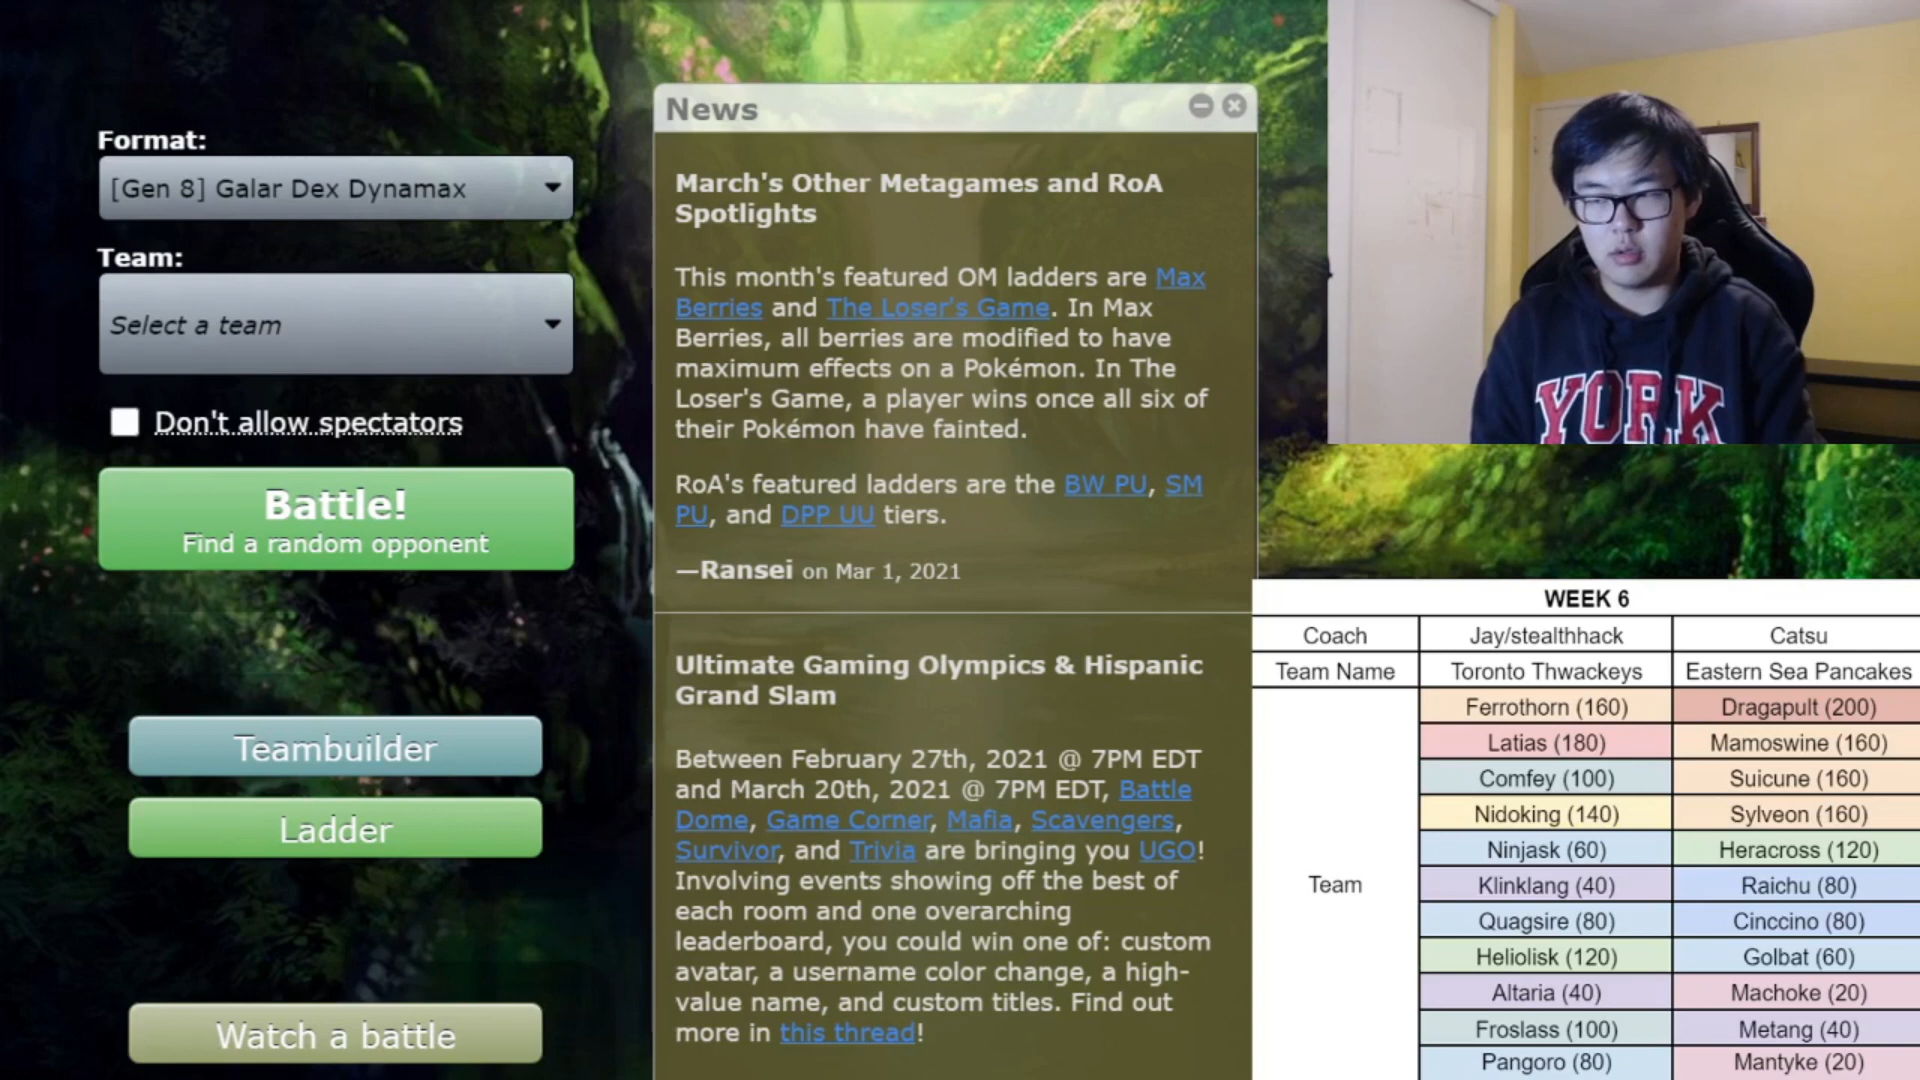 Format:
[Gen 8] Galar Dex Dynamax
Team:
Select a team
Don't allow spectators
Battle!
Find a random opponent
Teambuilder
Ladder
Watch a battle
News
March's Other Metagames and RoA
Spotlights
This month's featured OM ladders are Max
Berries and The Loser's Game. In Max
Berries, all berries are modified to have
maximum effects on a Pokémon. In The
Loser's Game, a player wins once all six of
their Pokémon have fainted.
RoA's featured ladders are the BW PU, SM
PU, and DPP UU tiers.
—Ransei on Mar 1, 2021
Ultimate Gaming Olympics & Hispanic
Grand Slam
Between February 27th, 2021 @ 7PM EDT
and March 20th, 2021 @ 7PM EDT, Battle
Dome, Game Corner, Mafia, Scavengers,
Survivor, and Trivia are bringing you UGO!
Involving events showing off the best of
each room and one overarching
leaderboard, you could win one of: custom
avatar, a username color change, a high-
value name, and custom titles. Find out
more in this thread!
YORK
WEEK 6
Coach Jay/stealthhack Catsu
Team Name Toronto Thwackeys Eastern Sea Pancakes
Ferrothorn (160) Dragapult (200)
Latias (180) Mamoswine (160)
Comfey (100) Suicune (160)
Nidoking (140) Sylveon (160)
Ninjask (60) Heracross (120)
Team Klinklang (40) Raichu (80)
Quagsire (80) Cinccino (80)
Heliolisk (120) Golbat (60)
Altaria (40) Machoke (20)
Froslass (100) Metang (40)
Pangoro (80) Mantyke (20)